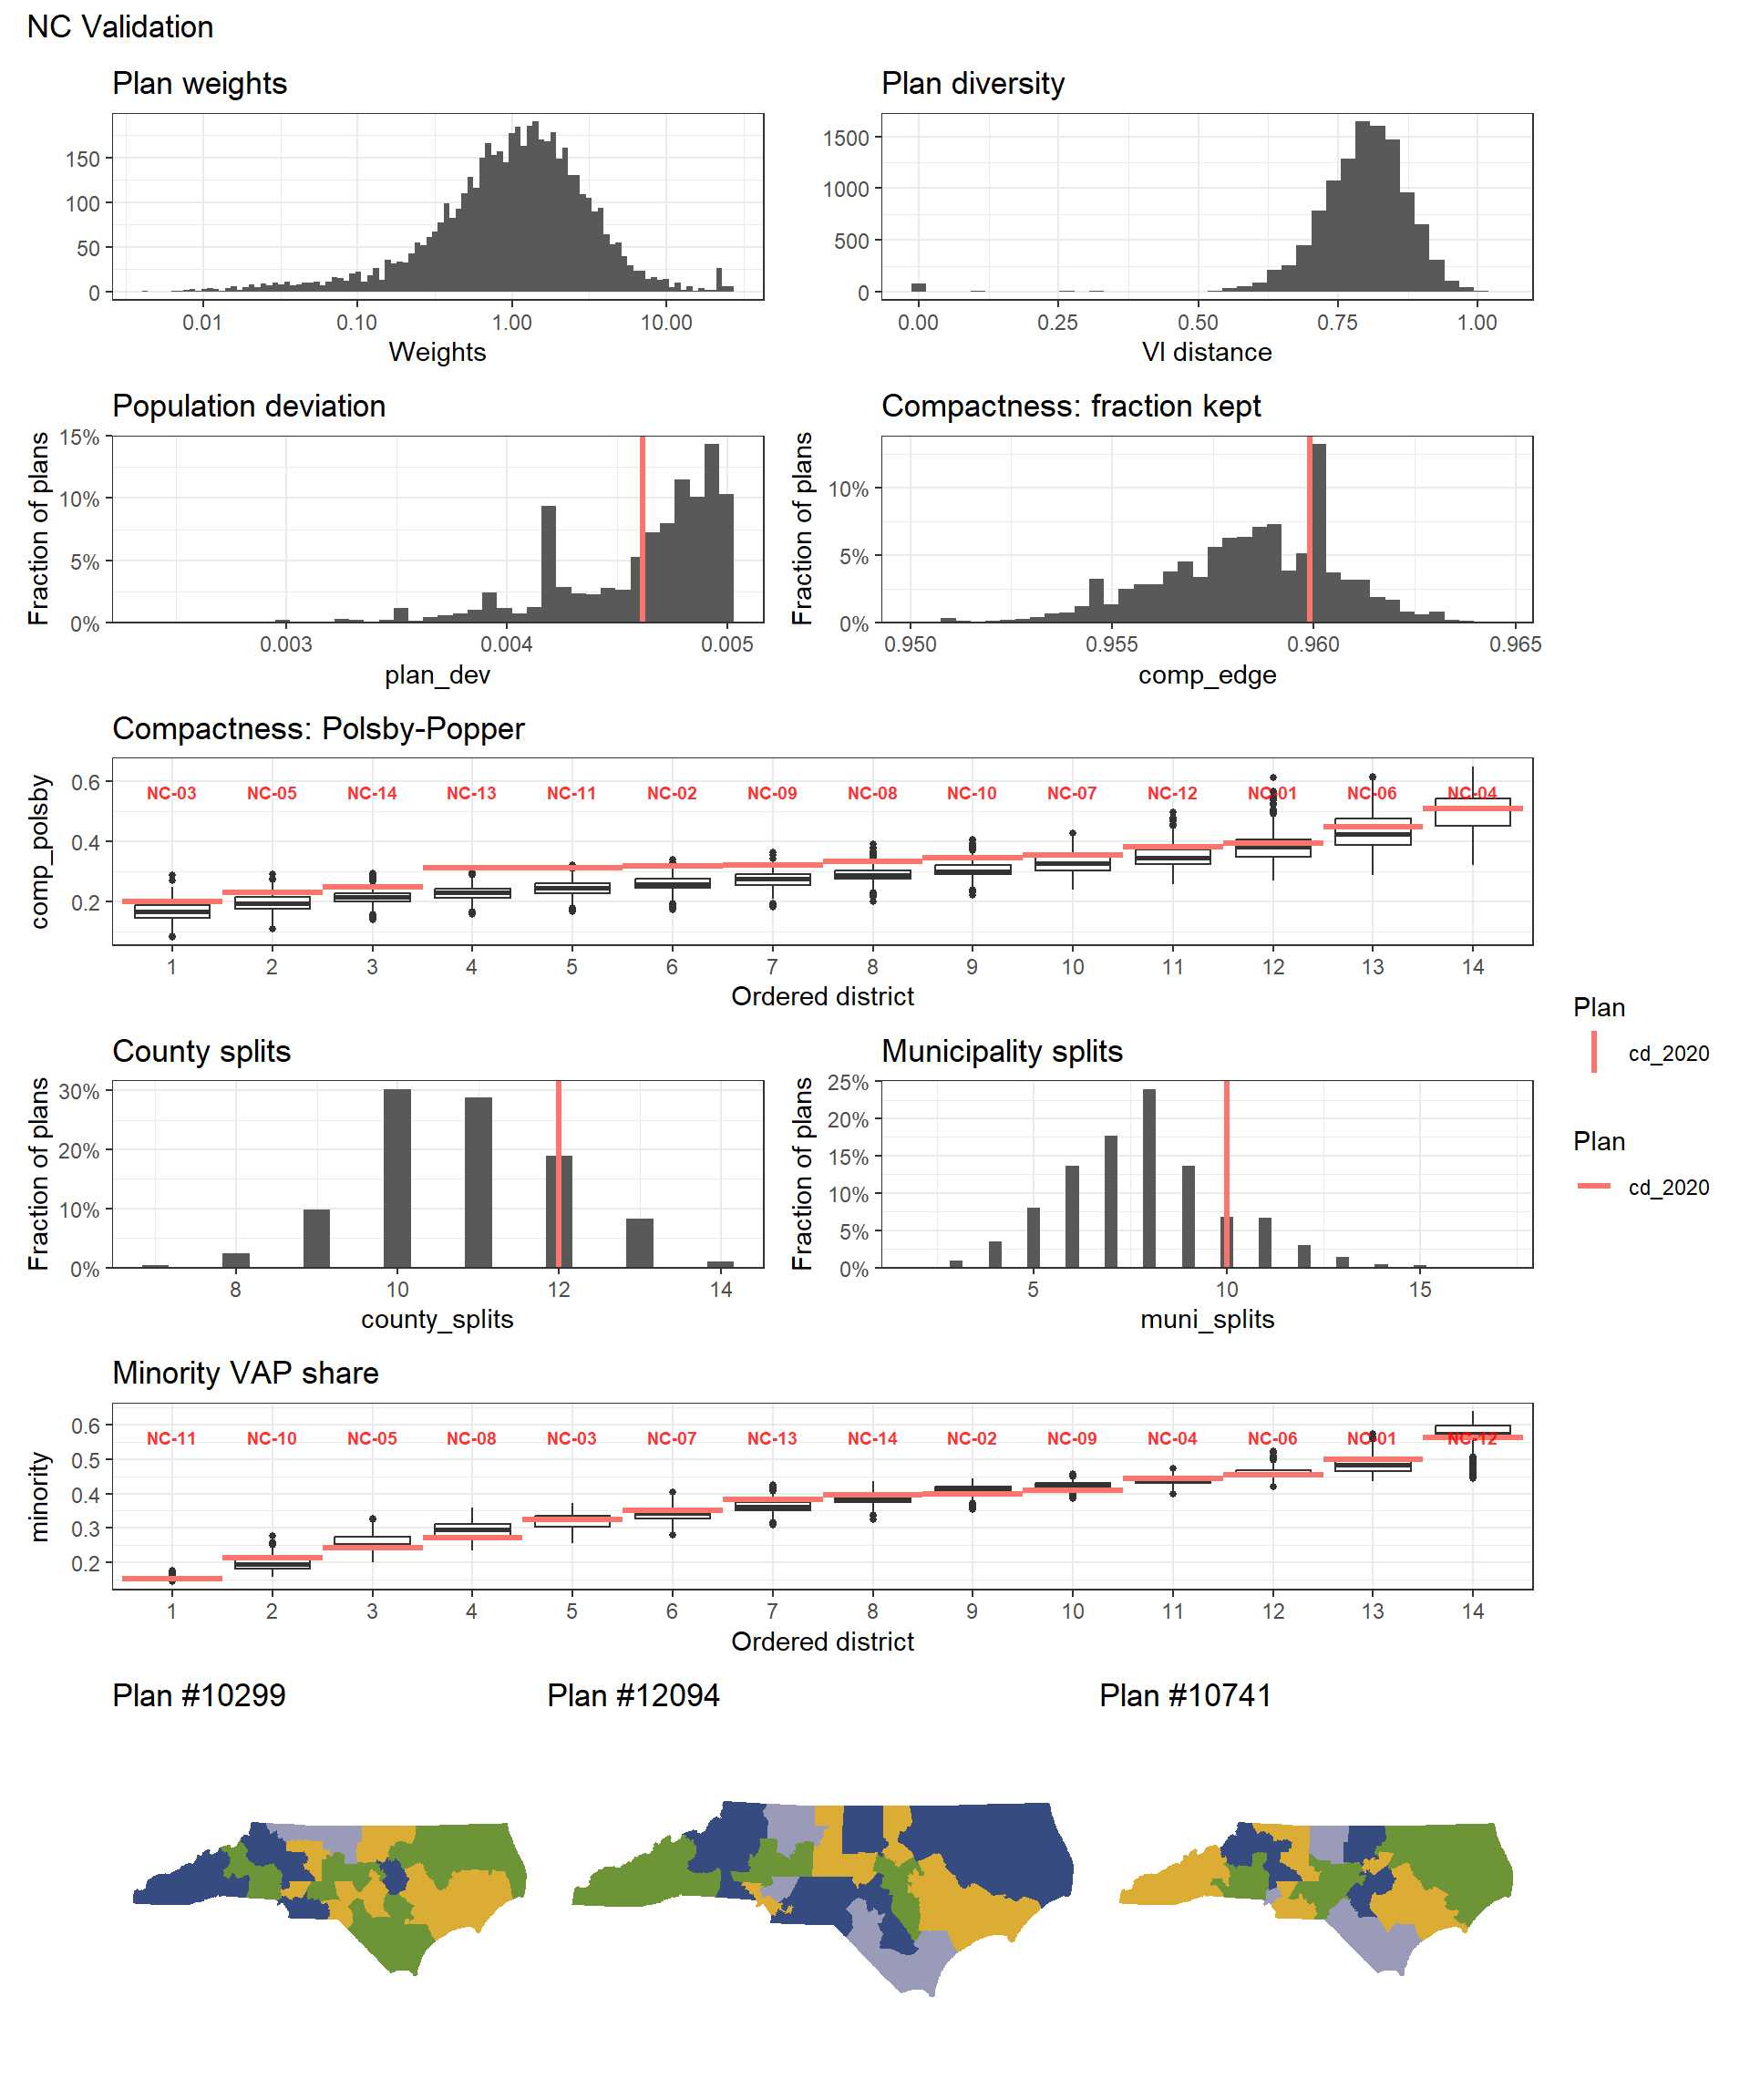 NC Validation
Plan weights
150
100
50
0
0.01 0.10 1.00 10.00
Weights
Plan diversity
1500
1000
500
0
0.00 0.25 0.50 0.75 1.00
VI distance
Population deviation
Fraction of plans
15%
10%
5%
0%
0.003 0.004 0.005
plan_dev
Compactness: fraction kept
Fraction of plans
10%
5%
0%
0.950 0.955 0.960 0.965
comp_edge
Compactness: Polsby-Popper
comp_polsby
0.6
0.4
0.2
NC-03 NC-05 NC-14 NC-13 NC-11 NC-02 NC-09 NC-08 NC-10 NC-07 NC-12 NC-01 NC-06 NC-04
1 2 3 4 5 6 7 8 9 10 11 12 13 14
Ordered district
County splits
Fraction of plans
30%
20%
10%
0%
8 10 12 14
county_splits
Municipality splits
Fraction of plans
25%
20%
15%
10%
5%
0%
5 10 15
muni_splits
Plan
cd_2020
Plan
cd_2020
Minority VAP share
minority
0.6
0.5
0.4
0.3
0.2
NC-11 NC-10 NC-05 NC-08 NC-03 NC-07 NC-13 NC-14 NC-02 NC-09 NC-04 NC-06 NC-01 NC-12
1 2 3 4 5 6 7 8 9 10 11 12 13 14
Ordered district
Plan #10299
Plan #12094
Plan #10741